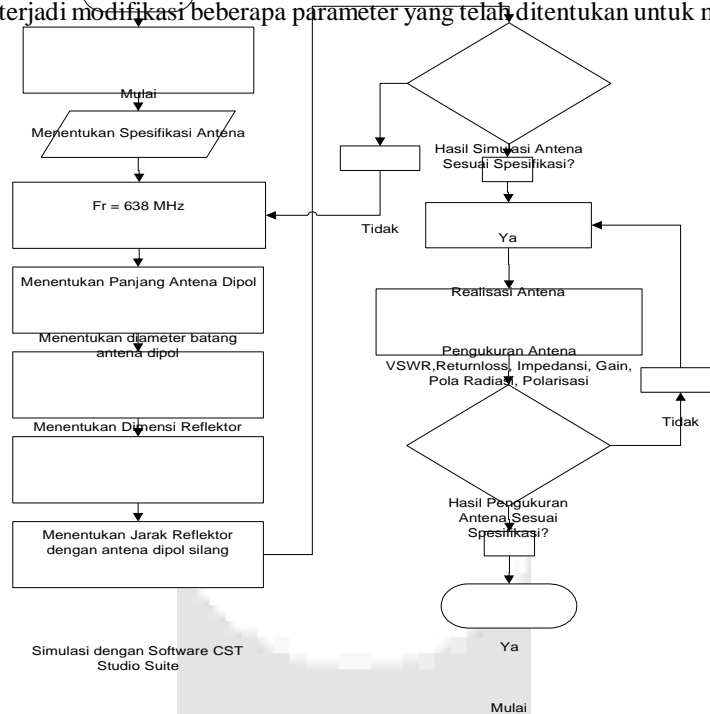 terjadi modifikasi beberapa parameter yang telah ditentukan untuk
Mulai
Menentukan Spesifikasi Antena
Fr = 638 MHz
Menentukan Panjang Antena Dipol
Menentukan diameter batang
antena dipol
Menentukan Dimensi Reflektor
Menentukan Jarak Reflektor
dengan antena dipol silang
Simulasi dengan Software CST
Studio Suite
Hasil Simulasi Antena
Sesuai Spesifikasi?
Tidak
Ya
Realisasi Antena
Pengukuran Antena
VSWR,Returnloss, Impedansi, Gain,
Pola Radiasi, Polarisasi
Tidak
Hasil Pengukuran
Antena Sesuai
Spesifikasi?
Ya
Mulai